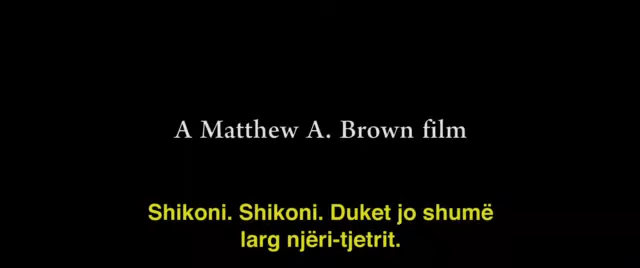 A Matthew A. Brown film
Shikoni. Shikoni. Duket jo shumë
larg njëri-tjetrit.